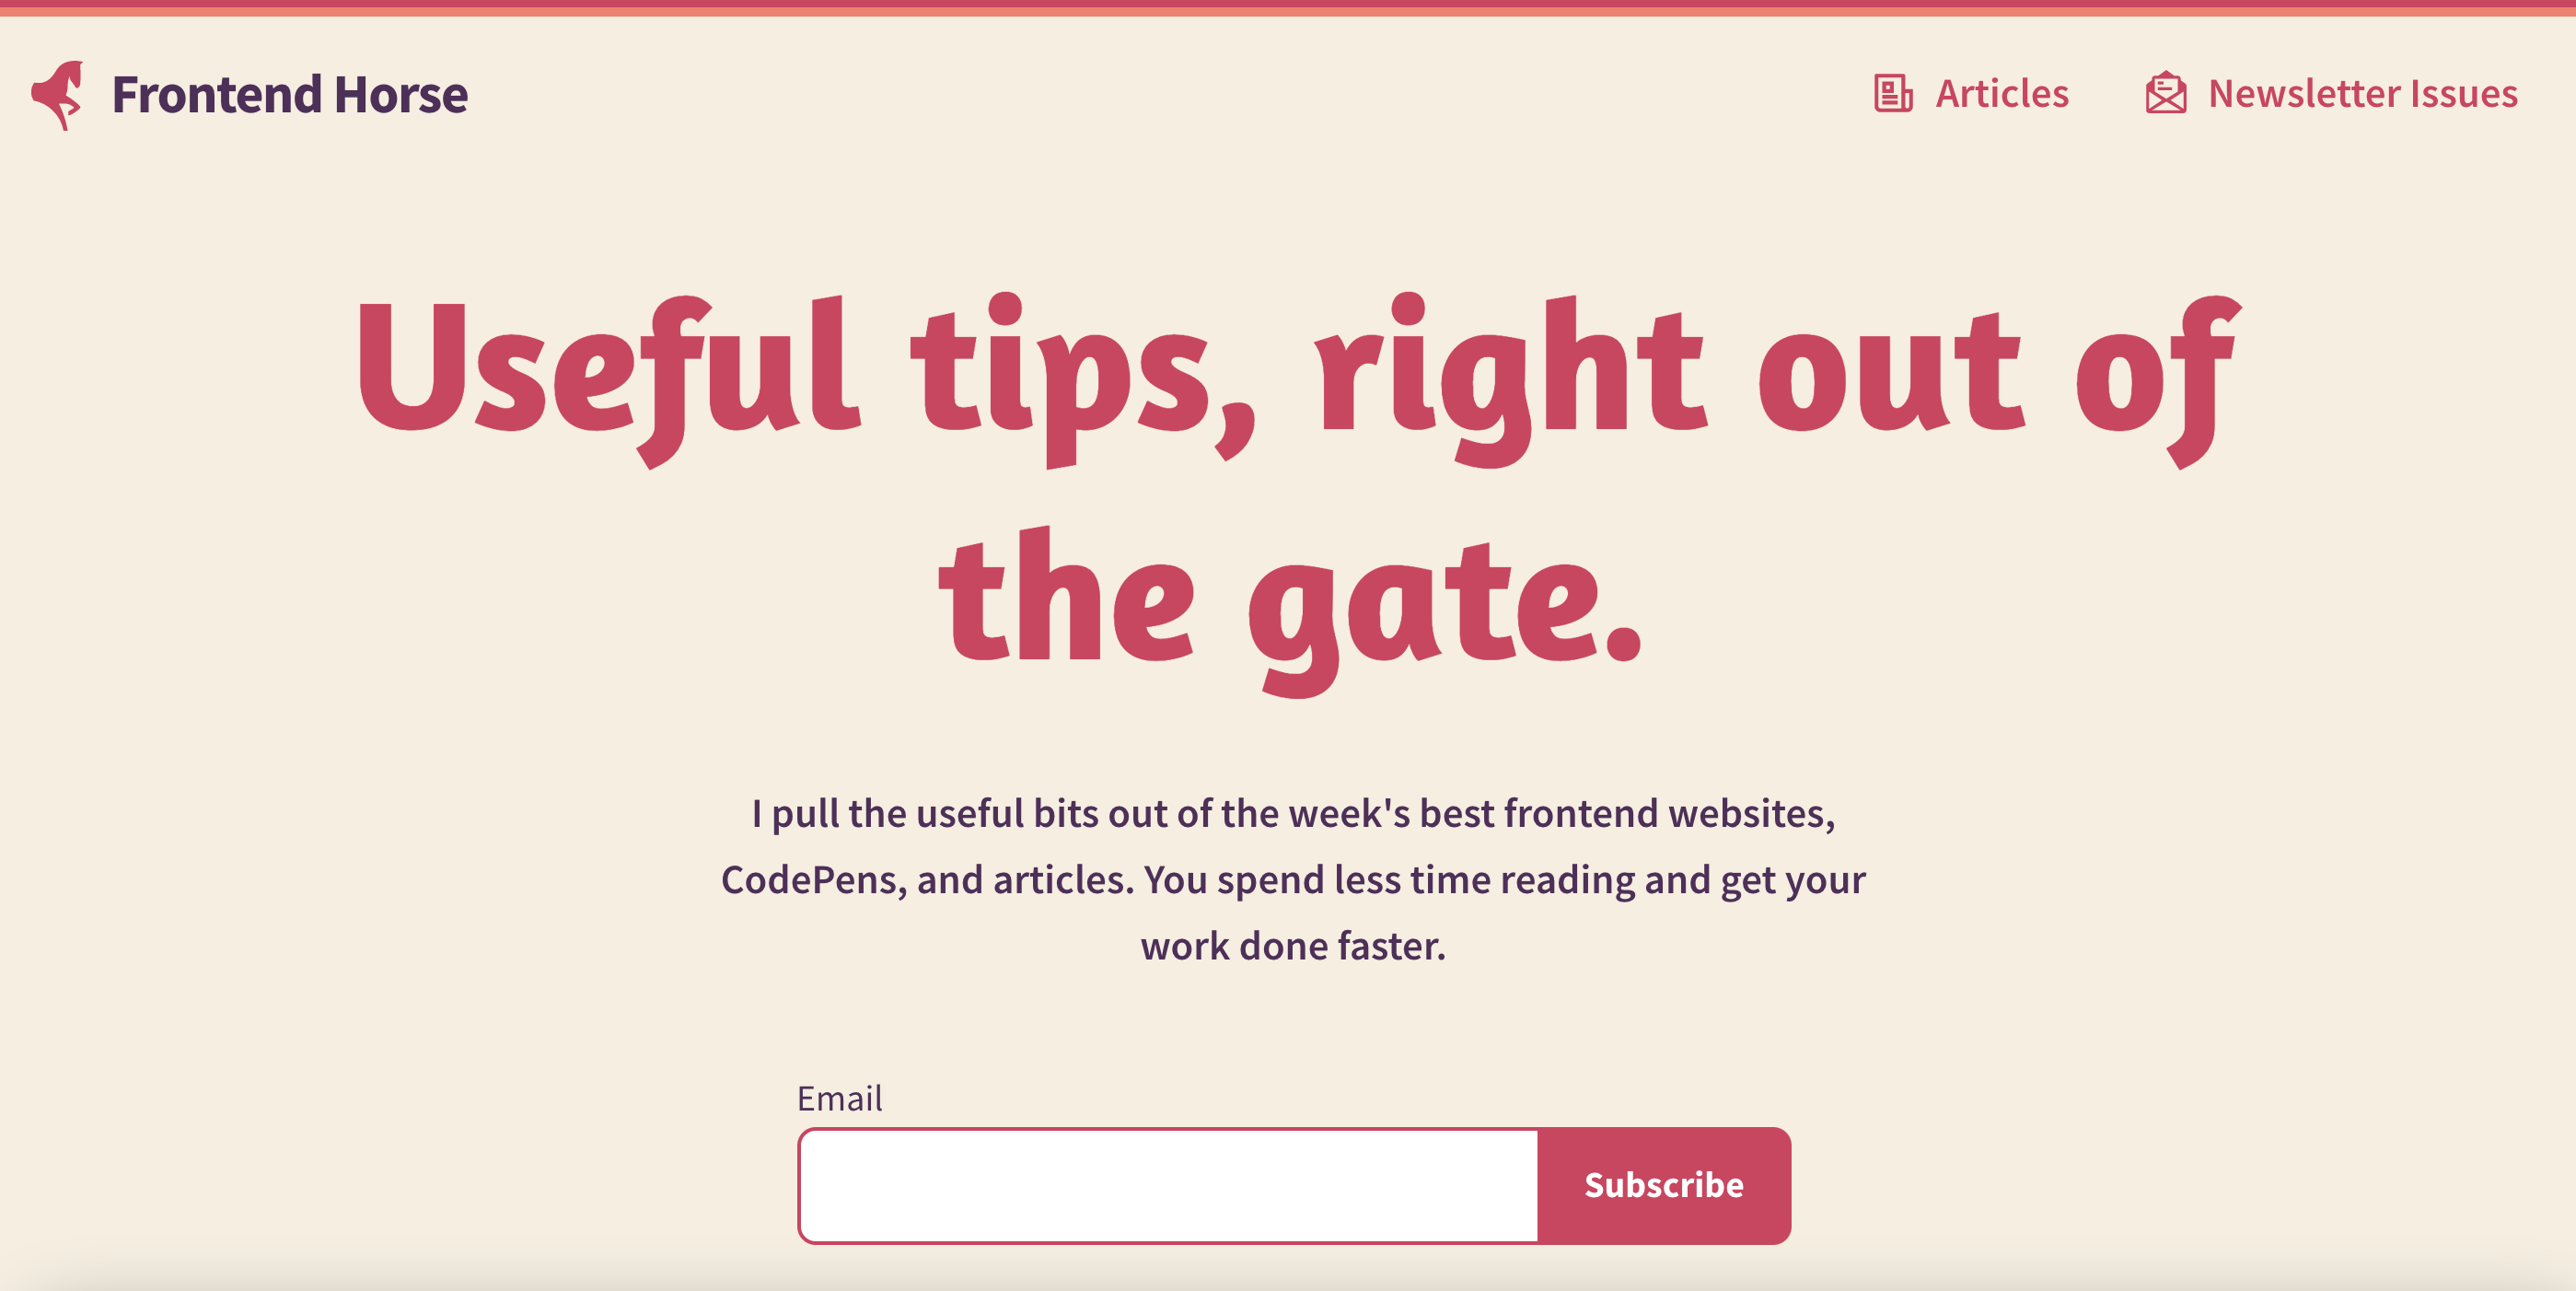 Frontend Horse
Articles
Newsletter Issues
Useful tips, right out of
the gate.
I pull the useful bits out of the week's best frontend websites,
CodePens, and articles. You spend less time reading and get your
work done faster.
Email
Subscribe